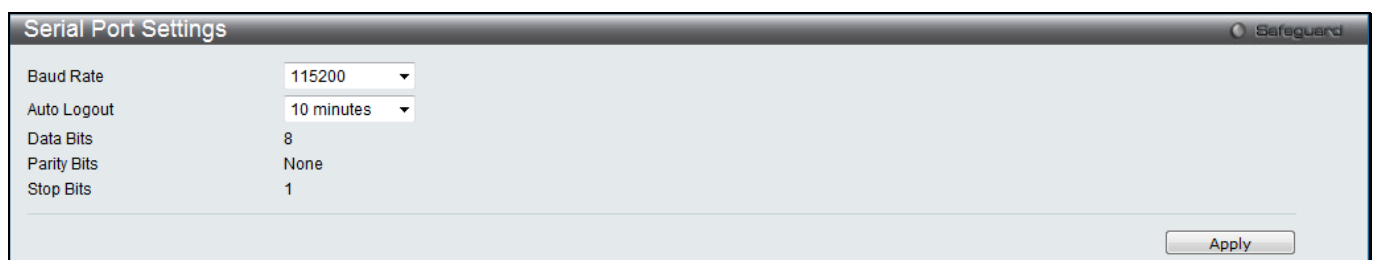 Serial Port Settings
Safeguard
Baud Rate 115200
Auto Logout 10 minutes
Data Bits 8
Parity Bits None
Stop Bits 1
Apply